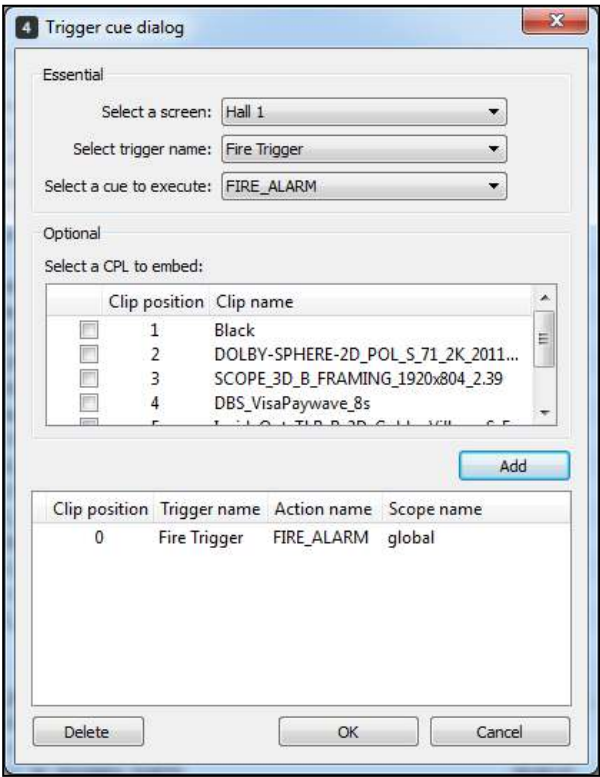 4 Trigger cue dialog
Essential
Select a screen: Hall 1
Select trigger name: Fire Trigger
Select a cue to execute: FIRE_ALARM
Optional
Select a CPL to embed:
Clip position Clip name
1 Black
2 DOLBY-SPHERE-2D_POL_S_71_2K_2011...
3 SCOPE_3D_B_FRAMING_1920x804_2.39
4 DBS_VisaPaywave_8s
Add
Clip position Trigger name Action name Scope name
0 Fire Trigger FIRE_ALARM global
Delete OK Cancel